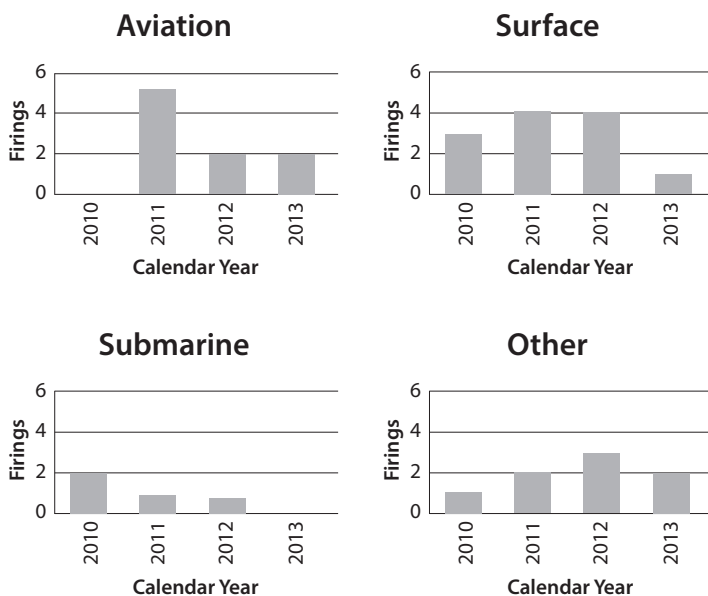 Aviation
6
4
2
0
Firings
2010
2011
2012
2013
Calendar Year
Surface
6
4
2
0
Firings
2010
2011
2012
2013
Calendar Year
Submarine
6
4
2
0
Firings
2010
2011
2012
2013
Calendar Year
Other
6
4
2
0
Firings
2010
2011
2012
2013
Calendar Year